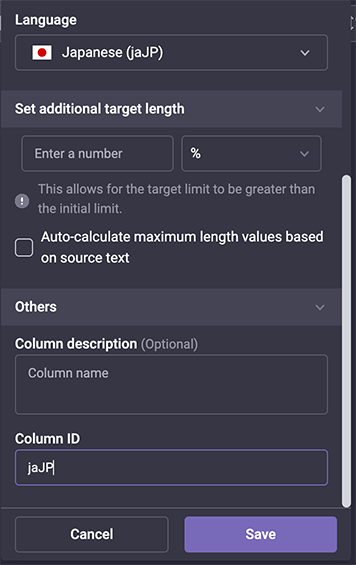 Language
Japanese (jaJP)
Set additional target length
Enter a number
%
This allows for the target limit to be greater than
the initial limit.
Auto-calculate maximum length values based
on source text
Others
Column description (Optional)
Column name
Column ID
jaJP
Cancel
Save